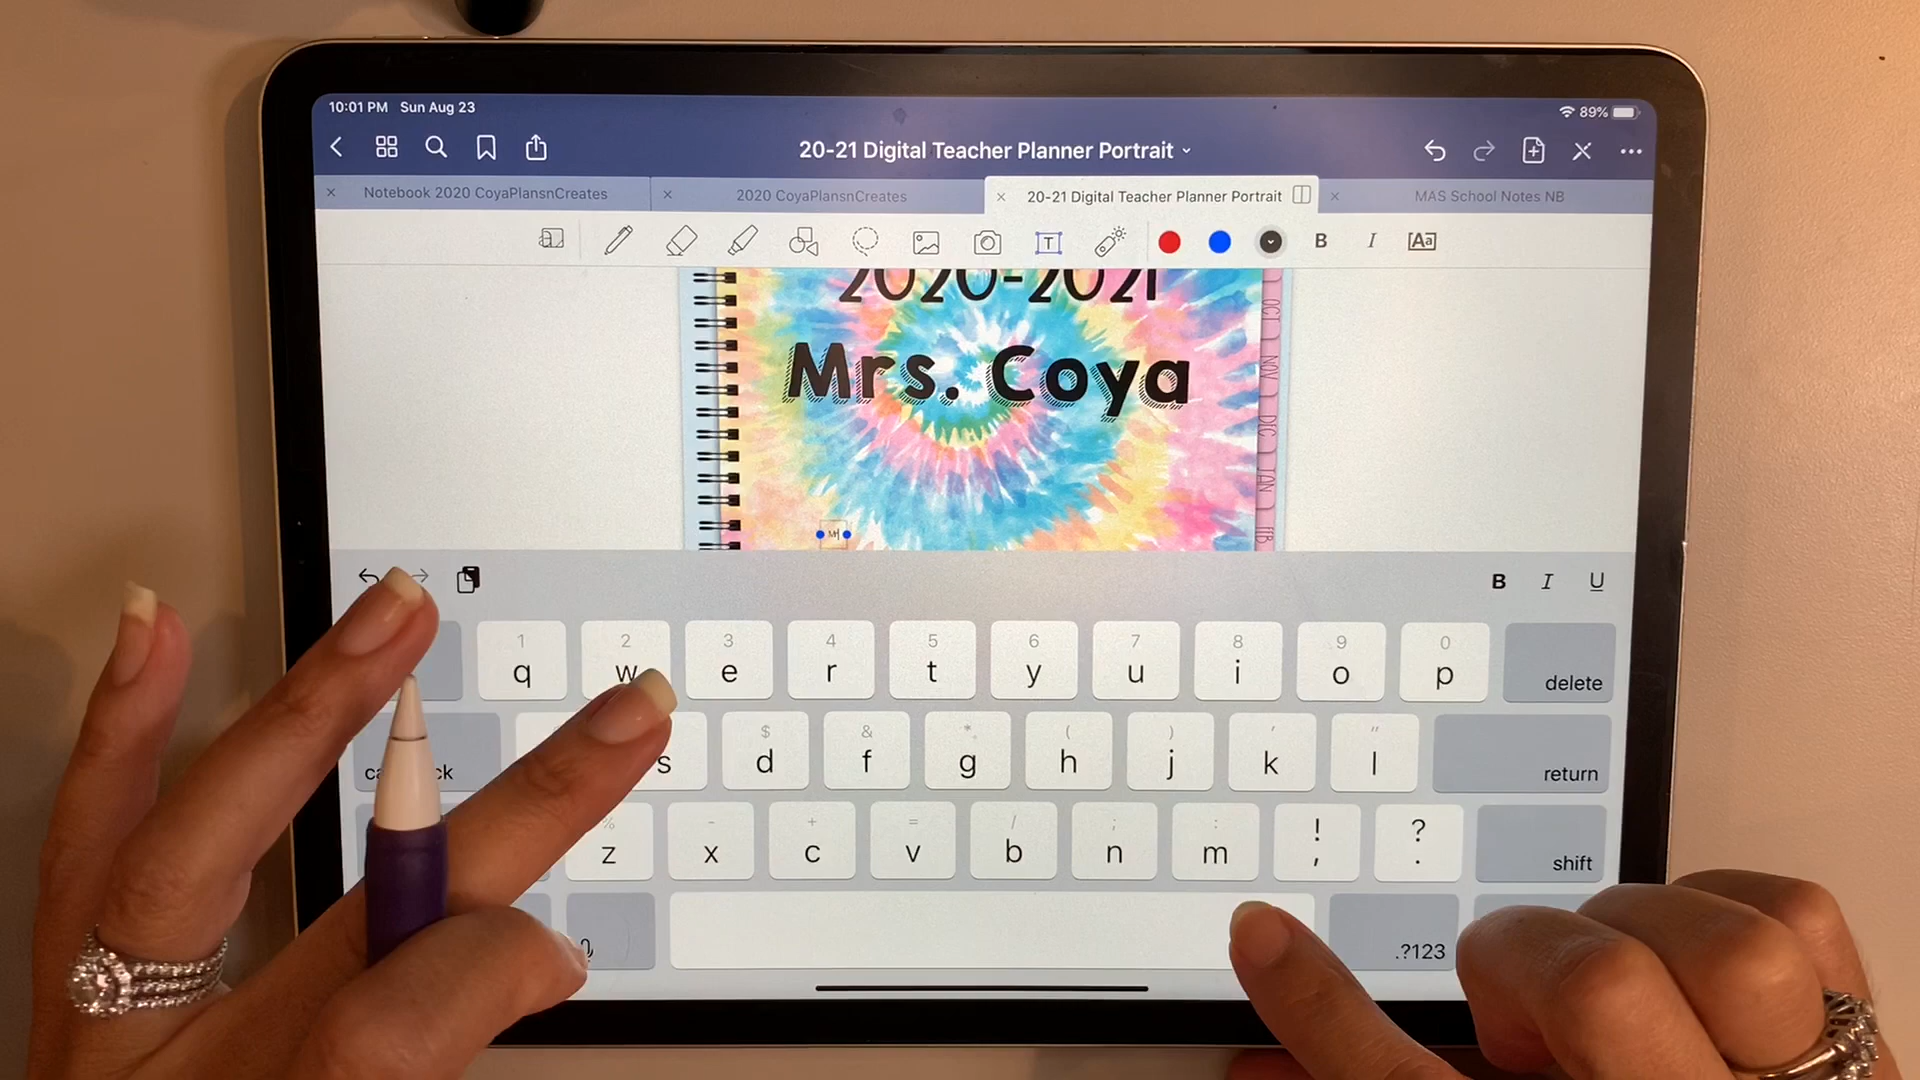 10:01 PM Sun Aug 23
89%
20-21 Digital Teacher Planner Portrait
Notebook 2020 CoyaPlansnCreates
2020 CoyaPlansnCreates
20-21 Digital Teacher Planner Portrait
MAS School Notes NB
T
B I Aa
2020-2021
Mrs. Coya
OCT
NOV
DEC
JAN
FEB
B I U
1 2 3 4 5 6 7 8 9 0
q w e r t y u i o p delete
$ & * ( ) ' "
s d f g h j k l return
% - + = / ; : ! ?
z x c v b n m , . shift
.?123